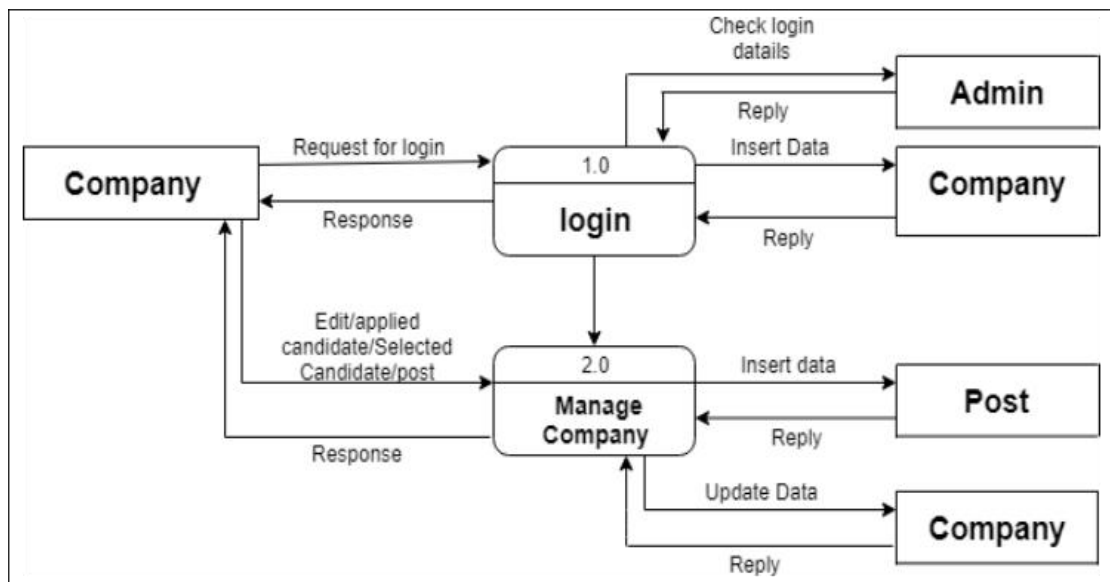 Check login
datails
Admin
Reply
Request for login
1.0
Insert Data
Company
Company
login
Response
Reply
Edit/applied
candidate/Selected
Candidate/post
2.0
Insert data
Manage
Company
Post
Reply
Response
Update Data
Company
Reply